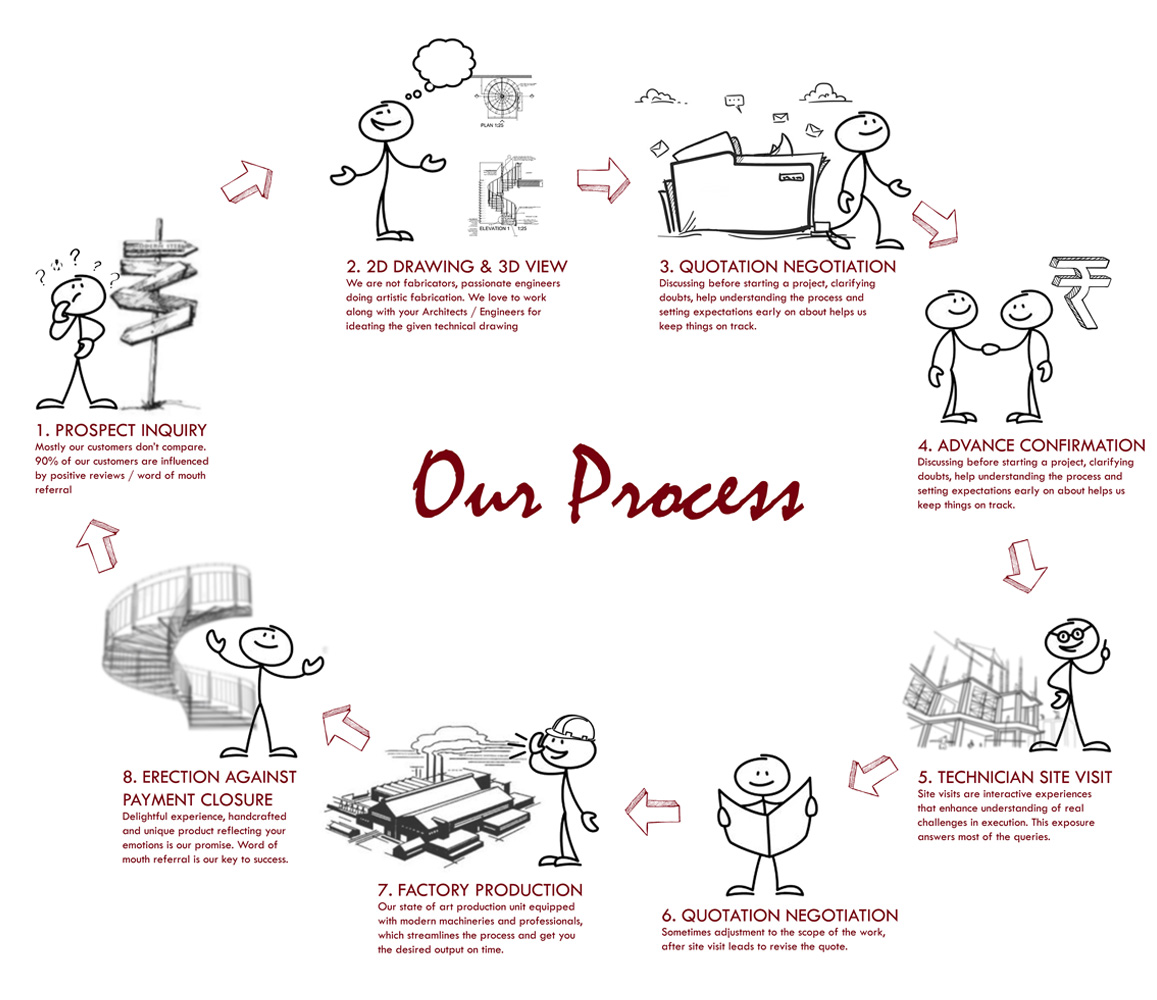 Our Process
1. PROSPECT INQUIRY
Mostly our customers don't compare.
90% of our customers are influenced
by positive reviews / word of mouth
referral
PLAN 1:25
ELEVATION 1 1:25
2. 2D DRAWING & 3D VIEW
We are not fabricators, passionate engineers
doing artistic fabrication. We love to work
along with your Architects / Engineers for
ideating the given technical drawing
3. QUOTATION NEGOTIATION
Discussing before starting a project, clarifying
doubts, help understanding the process and
setting expectations early on about helps us
keep things on track.
₹
4. ADVANCE CONFIRMATION
Discussing before starting a project, clarifying
doubts, help understanding the process and
setting expectations early on about helps us
keep things on track.
5. TECHNICIAN SITE VISIT
Site visits are interactive experiences
that enhance understanding of real
challenges in execution. This exposure
answers most of the queries.
6. QUOTATION NEGOTIATION
Sometimes adjustment to the scope of the work,
after site visit leads to revise the quote.
7. FACTORY PRODUCTION
Our state of art production unit equipped
with modern machineries and professionals,
which streamlines the process and get you
the desired output on time.
8. ERECTION AGAINST
PAYMENT CLOSURE
Delightful experience, handcrafted
and unique product reflecting your
emotions is our promise. Word of
mouth referral is our key to success.